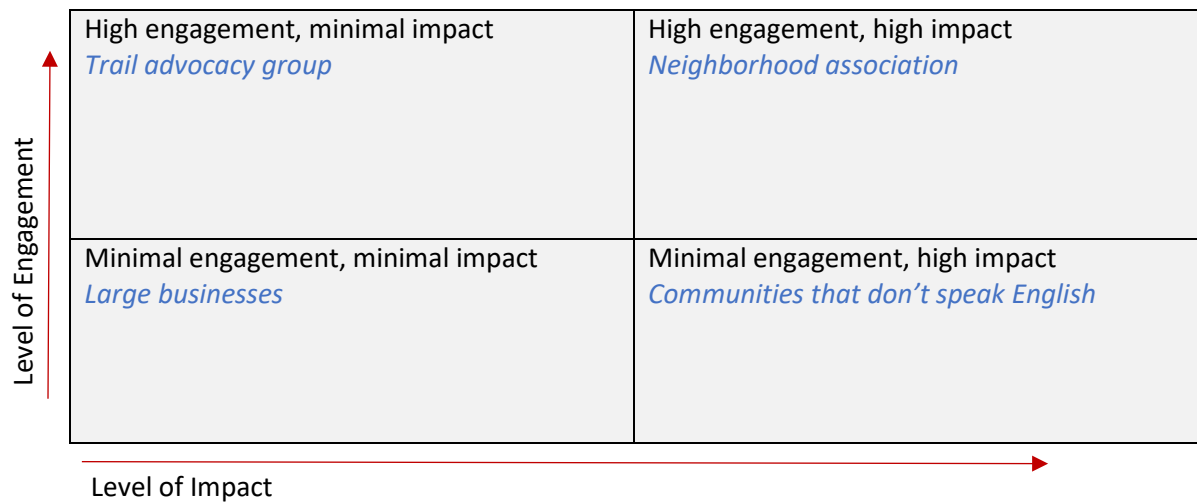 High engagement, minimal impact
Trail advocacy group
High engagement, high impact
Neighborhood association
Level of Engagement
Minimal engagement, minimal impact
Large businesses
Minimal engagement, high impact
Communities that don’t speak English
Level of Impact